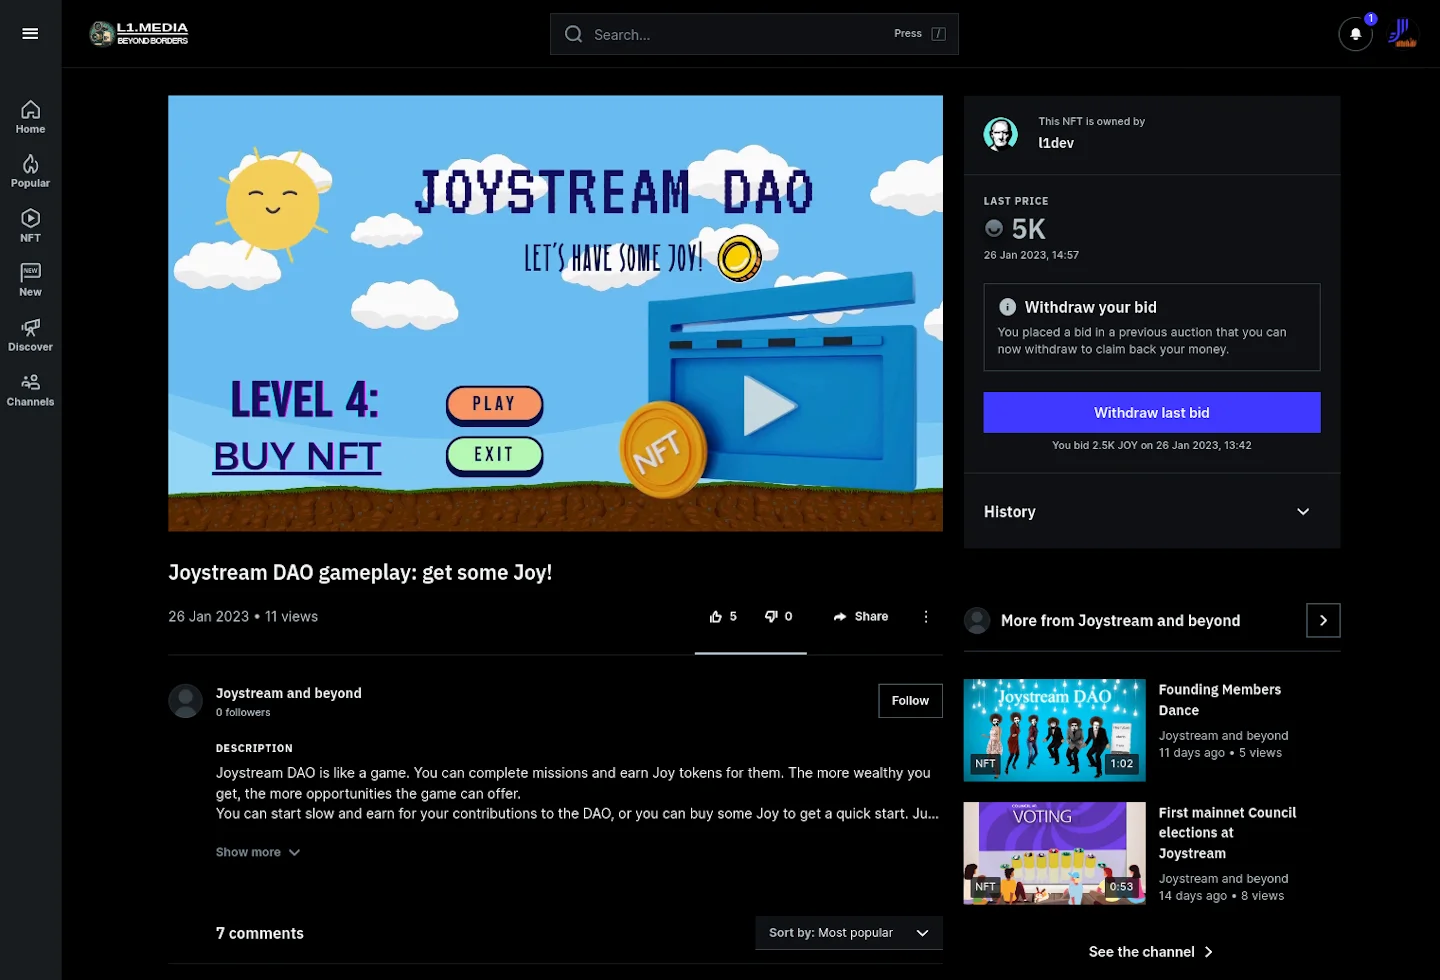 L1.MEDIA
BEYOND BORDERS
Search...
Press /
1
Home
Popular
NFT
NEW
New
Discover
Channels
JOYSTREAM DAO
LET'S HAVE SOME JOY!
LEVEL 4:
BUY NFT
PLAY
EXIT
NFT
This NFT is owned by
l1dev
LAST PRICE
5K
26 Jan 2023, 14:57
Withdraw your bid
You placed a bid in a previous auction that you can
now withdraw to claim back your money.
Withdraw last bid
You bid 2.5K JOY on 26 Jan 2023, 13:42
History
Joystream DAO gameplay: get some Joy!
26 Jan 2023 • 11 views
5
0
Share
Joystream and beyond
0 followers
Follow
DESCRIPTION
Joystream DAO is like a game. You can complete missions and earn Joy tokens for them. The more wealthy you
get, the more opportunities the game can offer.
You can start slow and earn for your contributions to the DAO, or you can buy some Joy to get a quick start. Ju...
Show more
7 comments
Sort by: Most popular
More from Joystream and beyond
Joystream DAO
NFT
1:02
Founding Members
Dance
Joystream and beyond
11 days ago • 5 views
VOTING
NFT
0:53
First mainnet Council
elections at
Joystream
Joystream and beyond
14 days ago • 8 views
See the channel